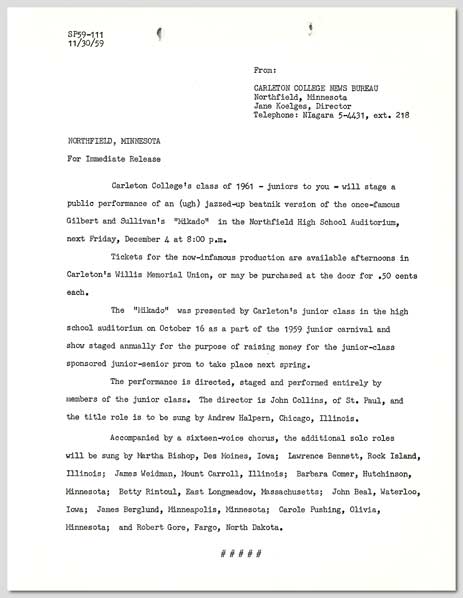 SP59-111
11/30/59
From:
CARLETON COLLEGE NEWS BUREAU
Northfield, Minnesota
Jane Koelges, Director
Telephone: NIagara 5-4431, ext. 218
NORTHFIELD, MINNESOTA
For Immediate Release
Carleton College's class of 1961 - juniors to you - will stage a
public performance of an (ugh) jazzed-up beatnik version of the once-famous
Gilbert and Sullivan's "Mikado" in the Northfield High School Auditorium,
next Friday, December 4 at 8:00 p.m.
Tickets for the now-infamous production are available afternoons in
Carleton's Willis Memorial Union, or may be purchased at the door for .50 cents
each.
The "Mikado" was presented by Carleton's junior class in the high
school auditorium on October 16 as a part of the 1959 junior carnival and
show staged annually for the purpose of raising money for the junior-class
sponsored junior-senior prom to take place next spring.
The performance is directed, staged and performed entirely by
members of the junior class. The director is John Collins, of St. Paul, and
the title role is to be sung by Andrew Halpern, Chicago, Illinois.
Accompanied by a sixteen-voice chorus, the additional solo roles
will be sung by Martha Bishop, Des Moines, Iowa; Lawrence Bennett, Rock Island,
Illinois; James Weidman, Mount Carroll, Illinois; Barbara Comer, Hutchinson,
Minnesota; Betty Rintoul, East Longmeadow, Massachusetts; John Beal, Waterloo,
Iowa; James Berglund, Minneapolis, Minnesota; Carole Pushing, Olivia,
Minnesota; and Robert Gore, Fargo, North Dakota.
# # # # #